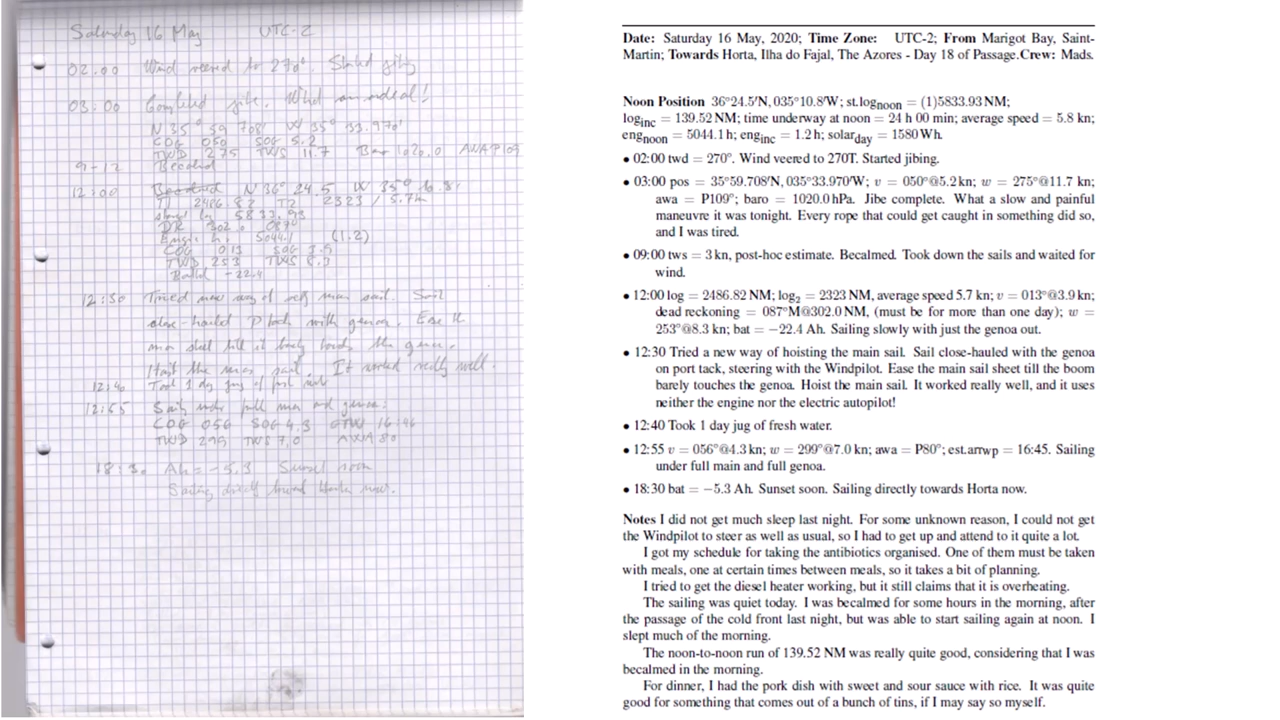 Saturday 16 May UTC-2
02.00 Wind veered to 270°. Started jibing
03:00 Completed jibe. What an ordeal!
N 35° 59 708' W 35° 33.970'
COG 050 SOG 5.2
TWD 275 TWS 11.7 Bar 1020.0 AWA P109
9-12 Becalmed
12:00 N 36° 24.5 W 35°
T1 2486.82 T2 2323 / 5.7kn
5833.93
DR 302.0 087°
Engine h. 5044.1 (1.2)
COG 013 SOG 3.9
TWD 253 TWS 8.3
-22.4
12:30 Tried new way of main sail. Sail
close-hauled P tack with genoa. Ease the
main sheet till it barely touches the genoa.
Hoist the main sail. It worked really well.
12:40 Took 1 day jug of fresh
12:55 Sailing under full main and genoa:
COG 056 SOG 4.3 16:46
TWD 299 TWS 7,0 AWA 80
18:30 Ah = -5.3 Sunset soon
Sailing directly toward Horta now.
Date: Saturday 16 May, 2020; Time Zone: UTC-2; From Marigot Bay, Saint-
Martin; Towards Horta, Ilha do Fajal, The Azores - Day 18 of Passage.Crew: Mads.
Noon Position 36°24.5'N, 035°10.8'W; st.lognoon = (1)5833.93 NM;
loginc = 139.52 NM; time underway at noon = 24 h 00 min; average speed = 5.8 kn;
engnoon = 5044.1 h; enginc = 1.2 h; solarday = 1580 Wh.
• 02:00 twd = 270°. Wind veered to 270T. Started jibing.
• 03:00 pos = 35°59.708'N, 035°33.970'W; v = 050°@5.2 kn; w = 275°@11.7 kn;
awa = P109°; baro = 1020.0 hPa. Jibe complete. What a slow and painful
maneuvre it was tonight. Every rope that could get caught in something did so,
and I was tired.
• 09:00 tws = 3 kn, post-hoc estimate. Becalmed. Took down the sails and waited for
wind.
• 12:00 log = 2486.82 NM; log2 = 2323 NM, average speed 5.7 kn; v = 013°@3.9 kn;
dead reckoning = 087°M@302.0 NM, (must be for more than one day); w =
253°@8.3 kn; bat = −22.4 Ah. Sailing slowly with just the genoa out.
• 12:30 Tried a new way of hoisting the main sail. Sail close-hauled with the genoa
on port tack, steering with the Windpilot. Ease the main sail sheet till the boom
barely touches the genoa. Hoist the main sail. It worked really well, and it uses
neither the engine nor the electric autopilot!
• 12:40 Took 1 day jug of fresh water.
• 12:55 v = 056°@4.3 kn; w = 299°@7.0 kn; awa = P80°; est.arrwp = 16:45. Sailing
under full main and full genoa.
• 18:30 bat = −5.3 Ah. Sunset soon. Sailing directly towards Horta now.
Notes I did not get much sleep last night. For some unknown reason, I could not get
the Windpilot to steer as well as usual, so I had to get up and attend to it quite a lot.
I got my schedule for taking the antibiotics organised. One of them must be taken
with meals, one at certain times between meals, so it takes a bit of planning.
I tried to get the diesel heater working, but it still claims that it is overheating.
The sailing was quiet today. I was becalmed for some hours in the morning, after
the passage of the cold front last night, but was able to start sailing again at noon. I
slept much of the morning.
The noon-to-noon run of 139.52 NM was really quite good, considering that I was
becalmed in the morning.
For dinner, I had the pork dish with sweet and sour sauce with rice. It was quite
good for something that comes out of a bunch of tins, if I may say so myself.